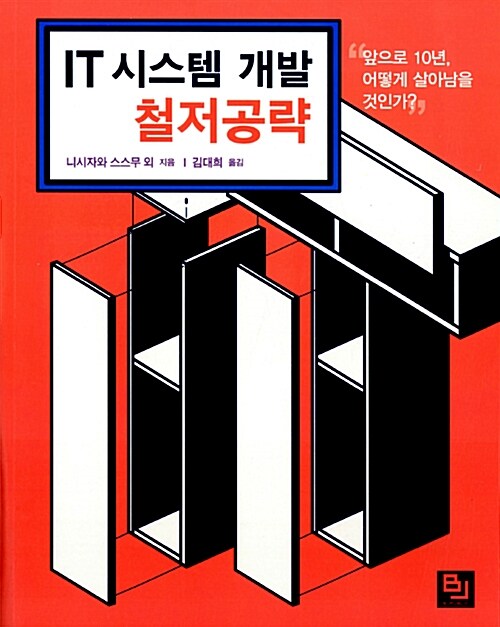 IT 시스템 개발
철저공략
니시자와 스스무 외 지음 | 김대희 옮김
“앞으로 10년,
어떻게 살아남을
것인가?”
BJ